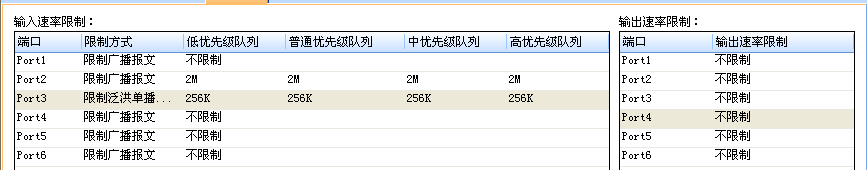 输入速率限制：
端口 限制方式 低优先级队列 普通优先级队列 中优先级队列 高优先级队列
Port1 限制广播报文 不限制
Port2 限制广播报文 2M 2M 2M 2M
Port3 限制泛洪单播... 256K 256K 256K 256K
Port4 限制广播报文 不限制
Port5 限制广播报文 不限制
Port6 限制广播报文 不限制
输出速率限制：
端口 输出速率限制
Port1 不限制
Port2 不限制
Port3 不限制
Port4 不限制
Port5 不限制
Port6 不限制